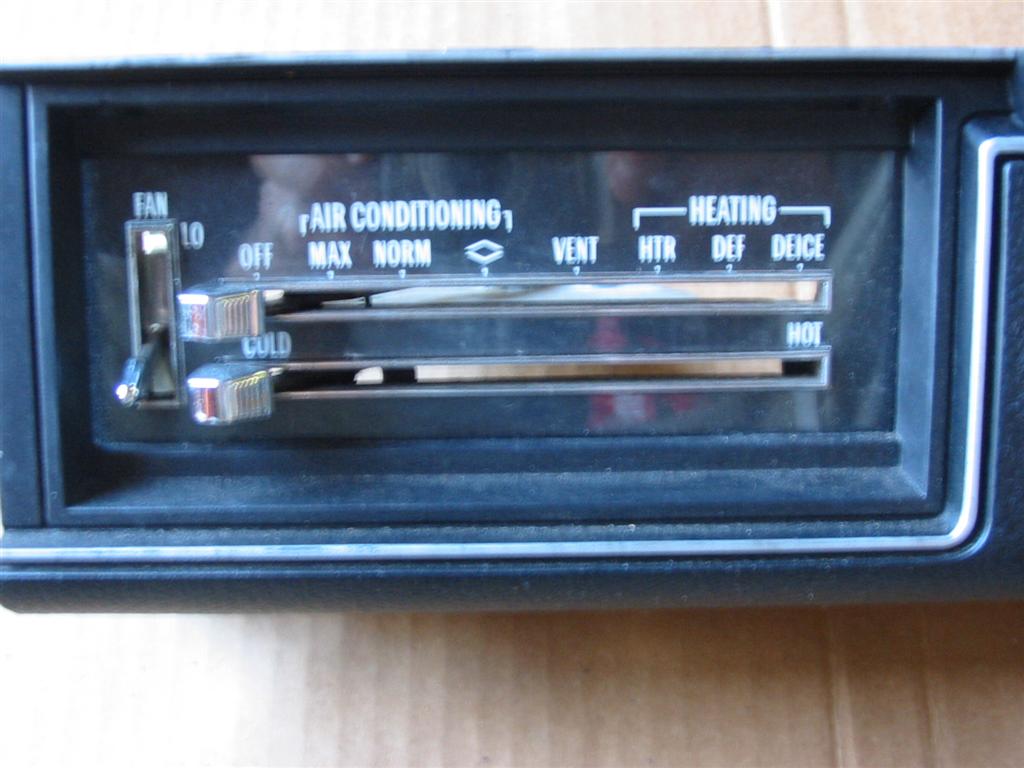 FAN
LO
AIR CONDITIONING
HEATING
OFF MAX NORM VENT HTR DEF DEICE
COLD HOT